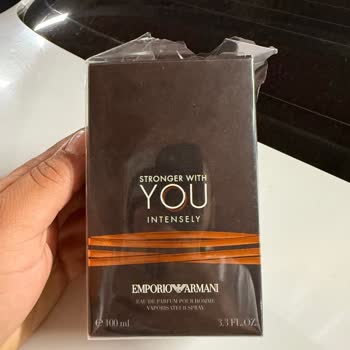 STRONGER WITH
YOU
INTENSELY
EMPORIO ARMANI
EAU DE PARFUM POUR HOMME
VAPORISATEUR SPRAY
℮ 100 ml 3.3 FL.OZ.